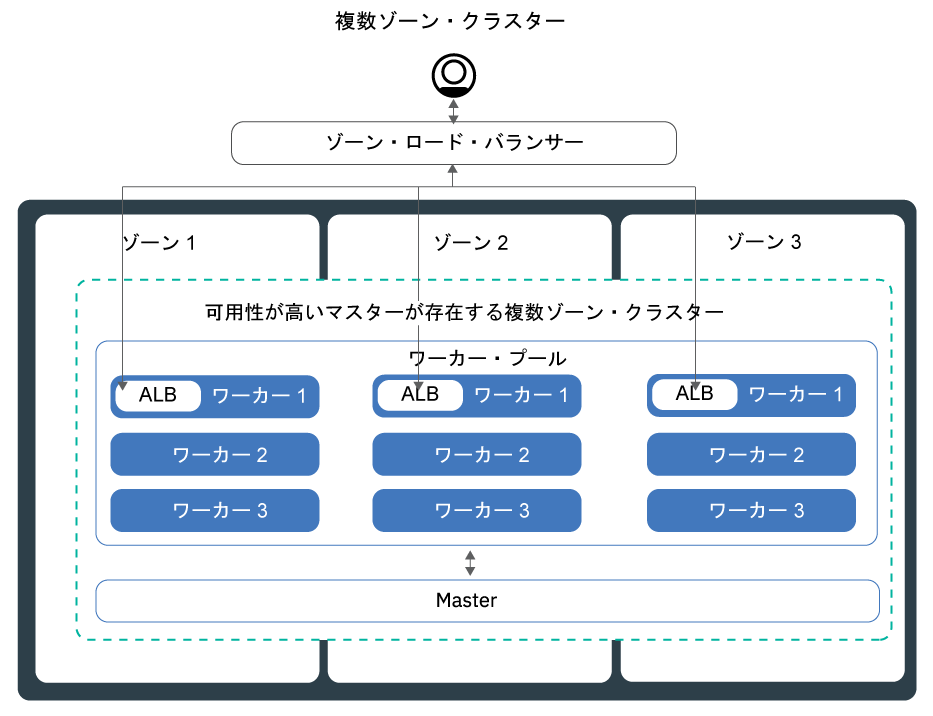 複数ゾーン・クラスター
ゾーン・ロード・バランサー
ゾーン 1
ゾーン 2
ゾーン 3
可用性が高いマスターが存在する複数ゾーン・クラスター
ワーカー・プール
ALB ワーカー 1
ALB ワーカー 1
ALB ワーカー 1
ワーカー 2
ワーカー 2
ワーカー 2
ワーカー 3
ワーカー 3
ワーカー 3
Master